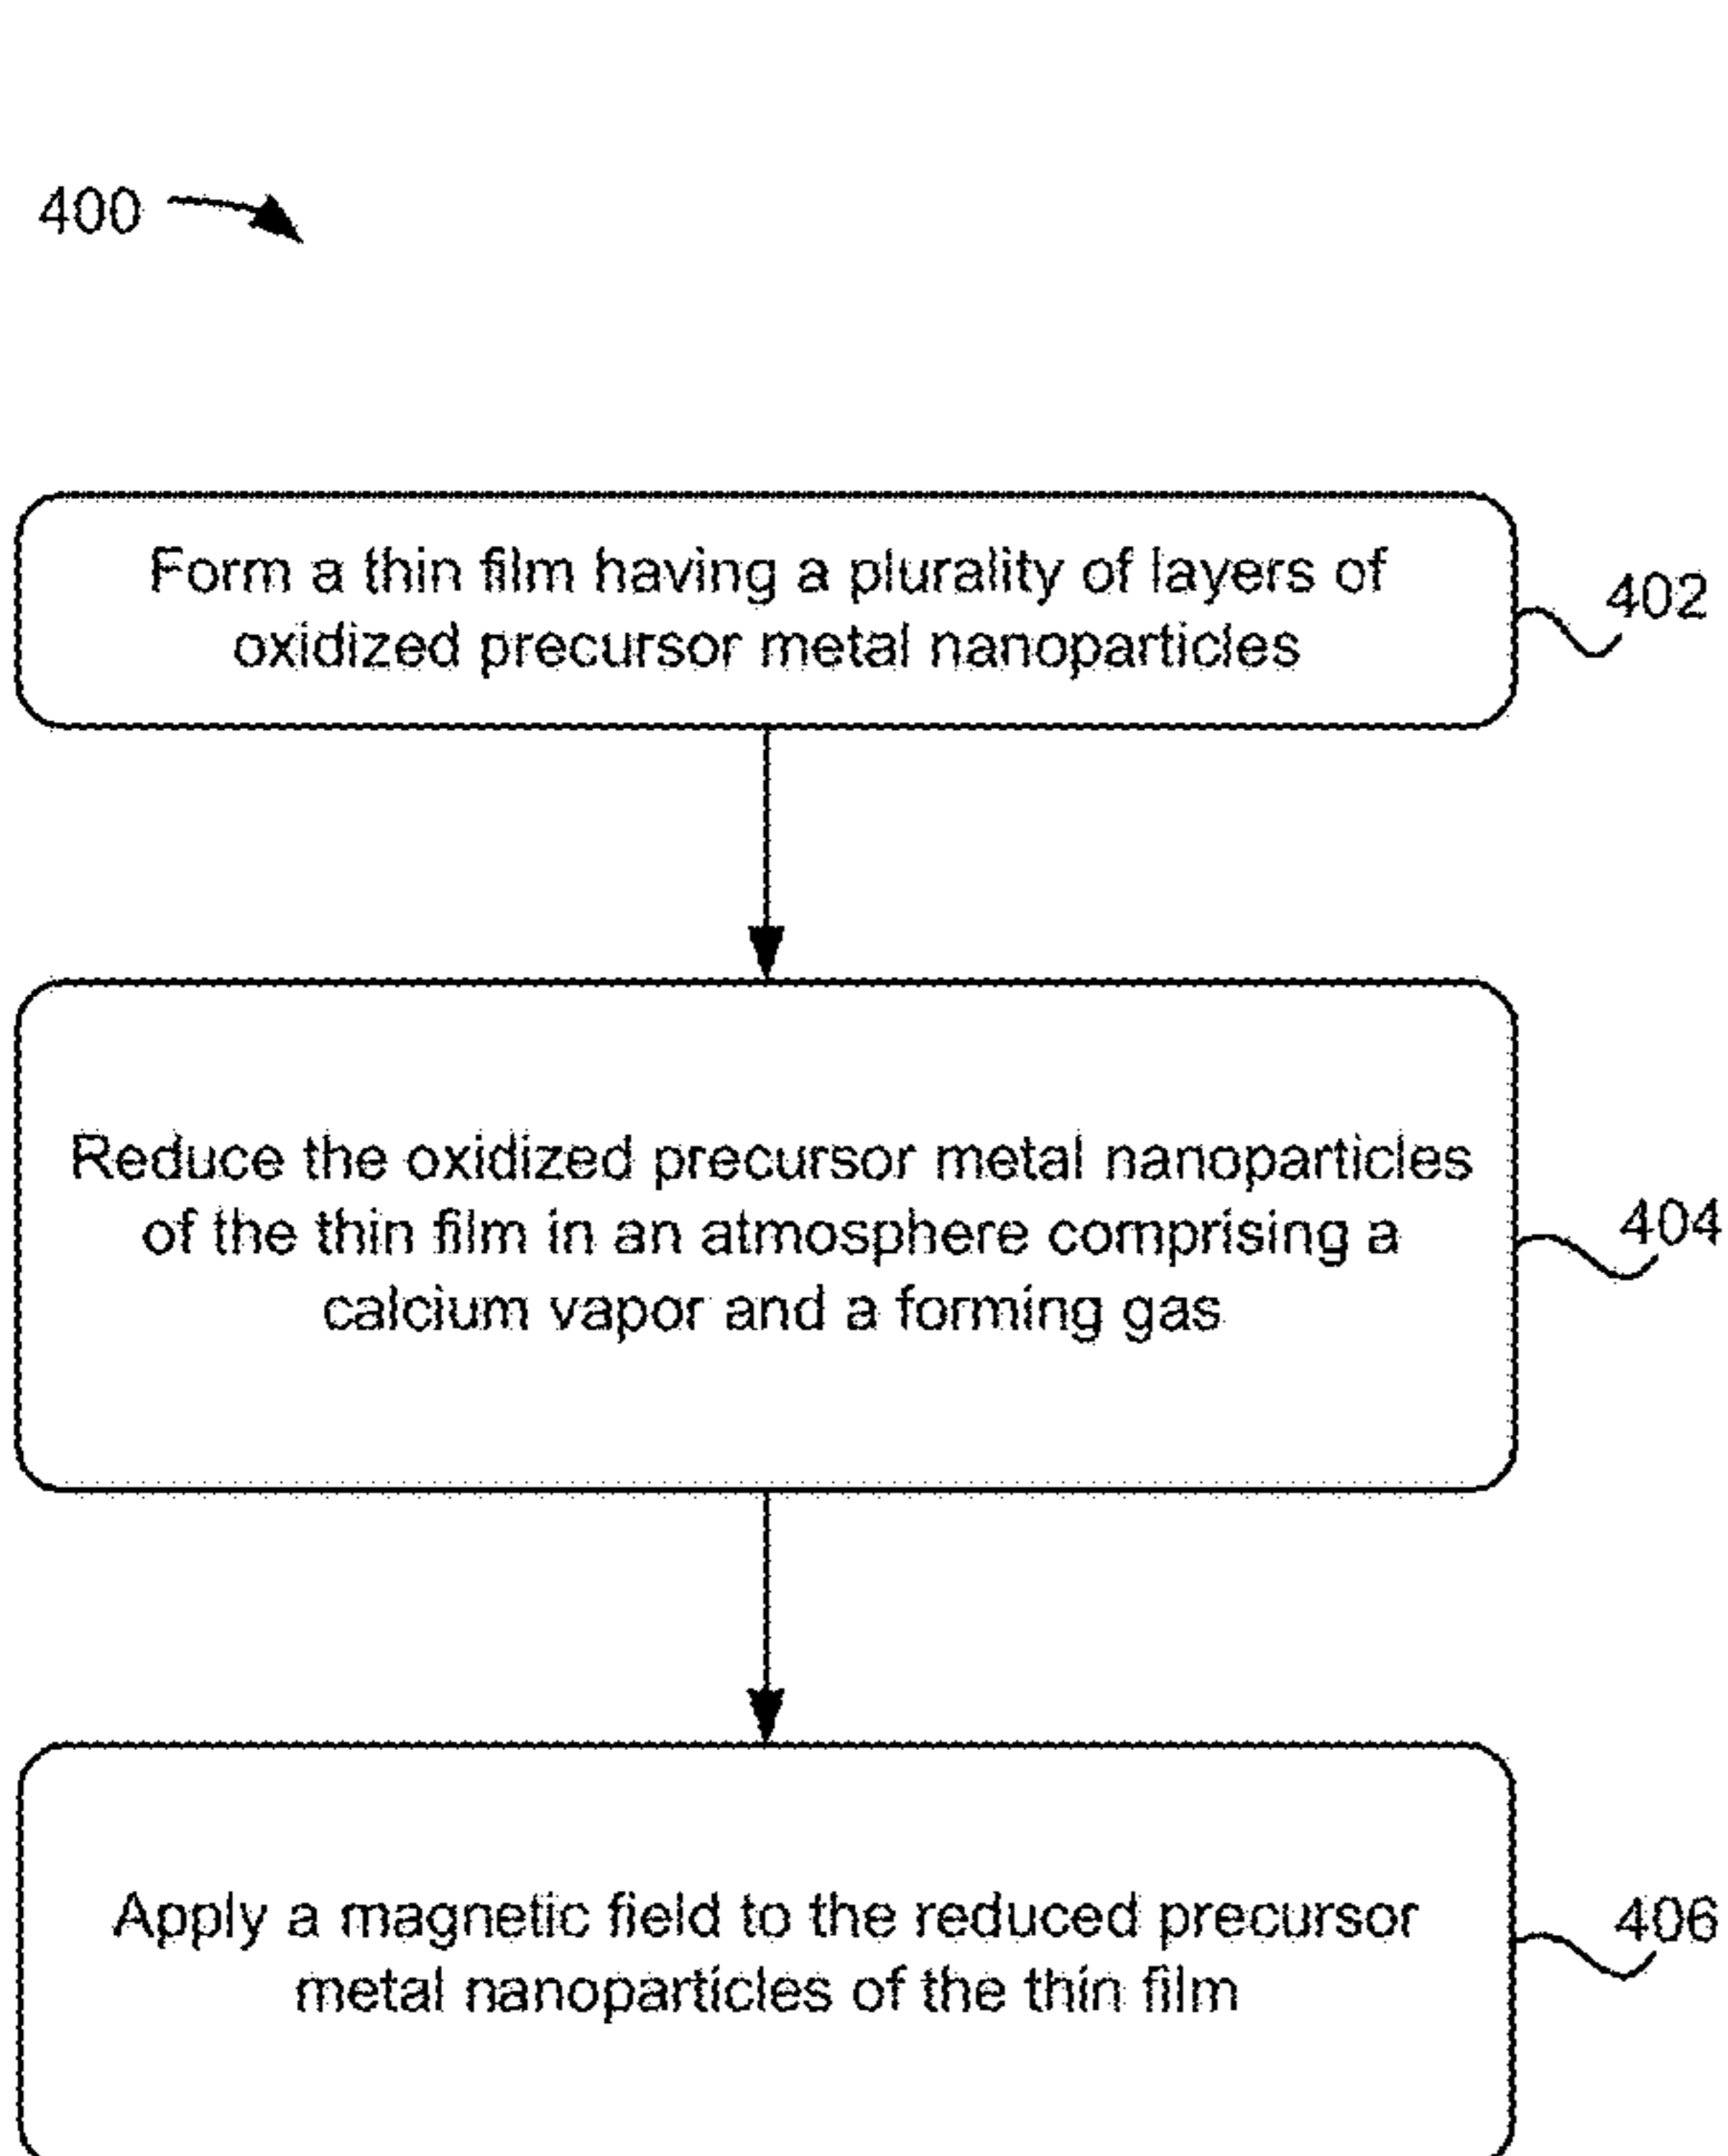 400
Form a thin film having a plurality of layers of
oxidized precursor metal nanoparticles
402
Reduce the oxidized precursor metal nanoparticles
of the thin film in an atmosphere comprising a
calcium vapor and a forming gas
404
Apply a magnetic field to the reduced precursor
metal nanoparticles of the thin film
406